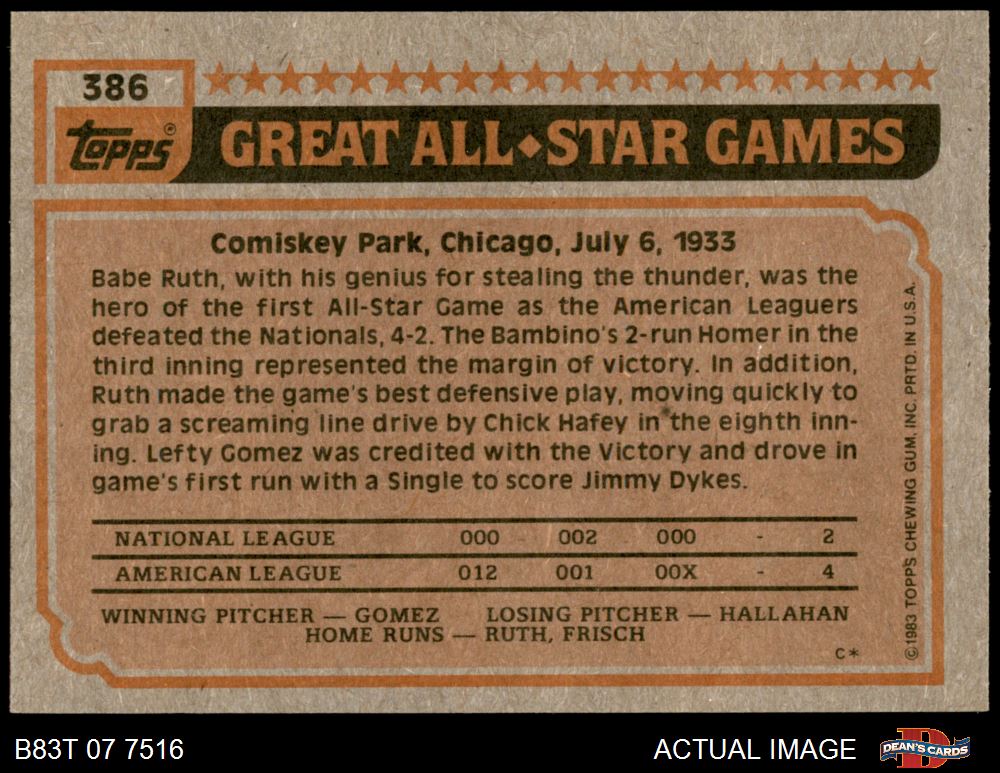 386
Topps®
GREAT ALL◆STAR GAMES
Comiskey Park, Chicago, July 6, 1933
Babe Ruth, with his genius for stealing the thunder, was the
hero of the first All-Star Game as the American Leaguers
defeated the Nationals, 4-2. The Bambino's 2-run Homer in the
third inning represented the margin of victory. In addition,
Ruth made the game's best defensive play, moving quickly to
grab a screaming line drive by Chick Hafey in the eighth inn-
ing. Lefty Gomez was credited with the Victory and drove in
game's first run with a Single to score Jimmy Dykes.
NATIONAL LEAGUE 000 002 000 - 2
AMERICAN LEAGUE 012 001 00X - 4
WINNING PITCHER — GOMEZ LOSING PITCHER — HALLAHAN
HOME RUNS — RUTH, FRISCH
C*
©1983 TOPPS CHEWING GUM, INC. PRTD. IN U.S.A.
B83T 07 7516
ACTUAL IMAGE
DEAN'S CARDS